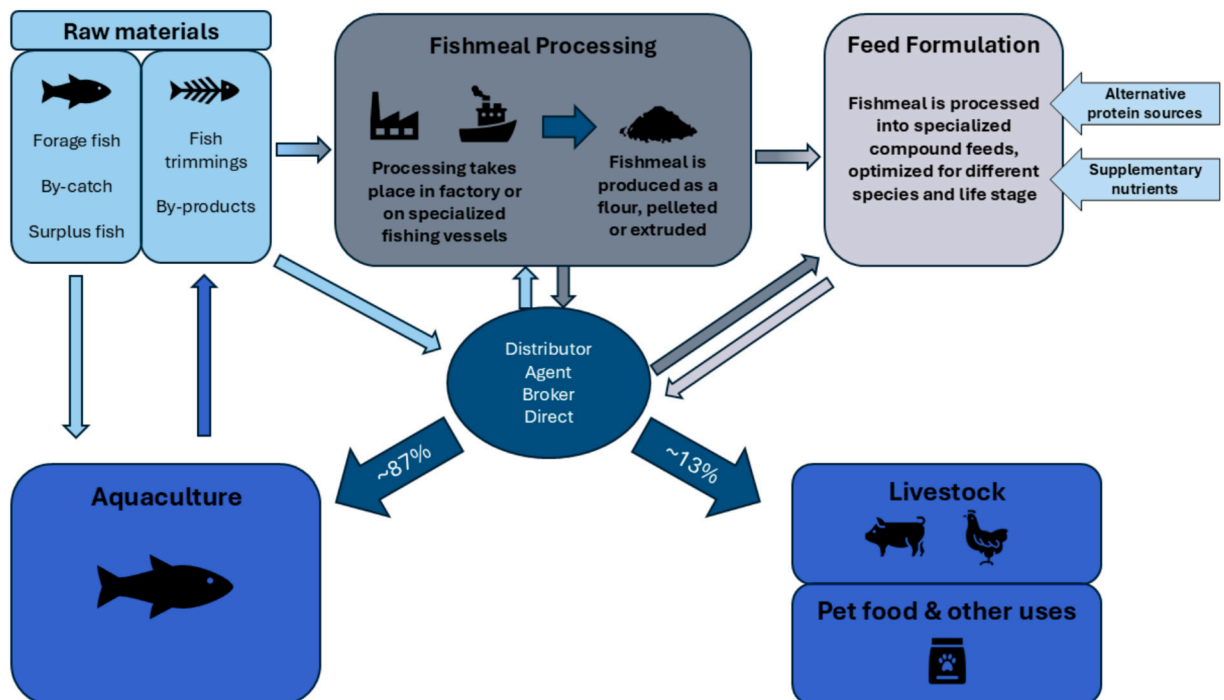 Raw materials
Forage fish
By-catch
Surplus fish
Fish
trimmings
By-products
Fishmeal Processing
Processing takes
place in factory or
on specialized
fishing vessels
Fishmeal is
produced as a
flour, pelleted
or extruded
Feed Formulation
Fishmeal is processed
into specialized
compound feeds,
optimized for different
species and life stage
Alternative
protein sources
Supplementary
nutrients
Distributor
Agent
Broker
Direct
~87%
~13%
Aquaculture
Livestock
Pet food & other uses